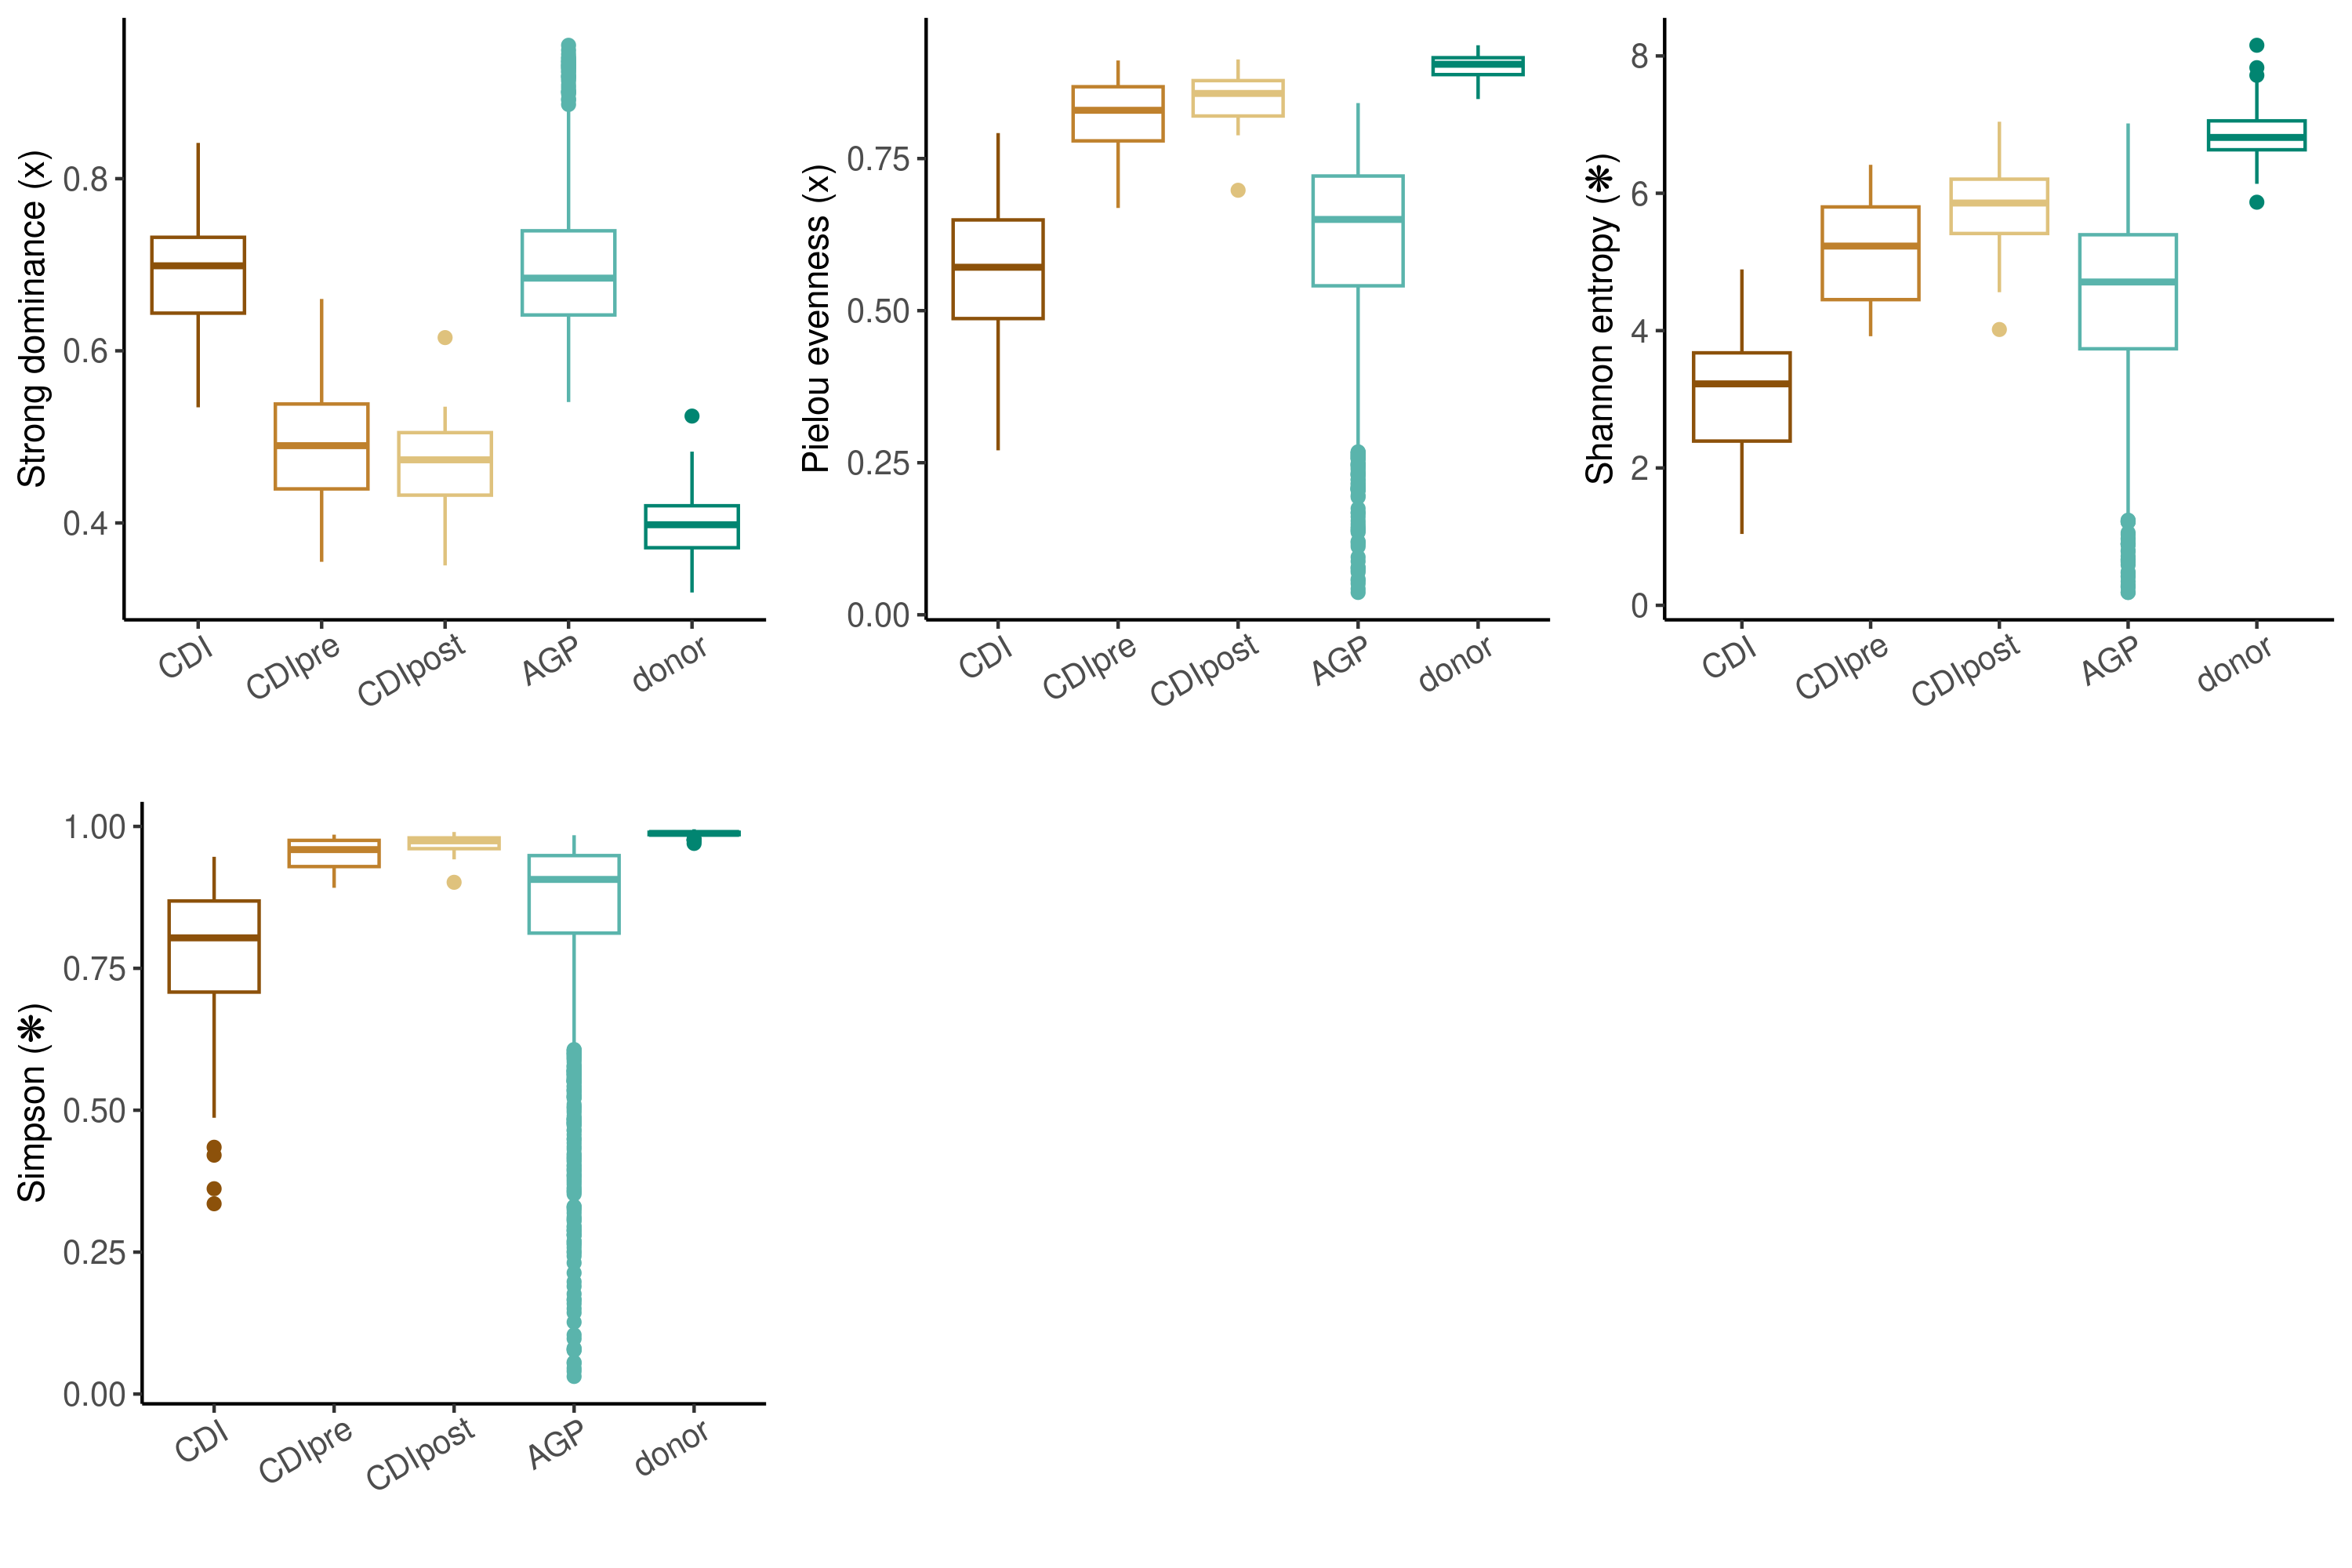 Strong dominance (x)
0.8
0.6
0.4
CDI
CDIpre
CDIpost
AGP
donor
Pielou evenness (x)
0.75
0.50
0.25
0.00
CDI
CDIpre
CDIpost
AGP
donor
Shannon entropy (*)
8
6
4
2
0
CDI
CDIpre
CDIpost
AGP
donor
Simpson (*)
1.00
0.75
0.50
0.25
0.00
CDI
CDIpre
CDIpost
AGP
donor